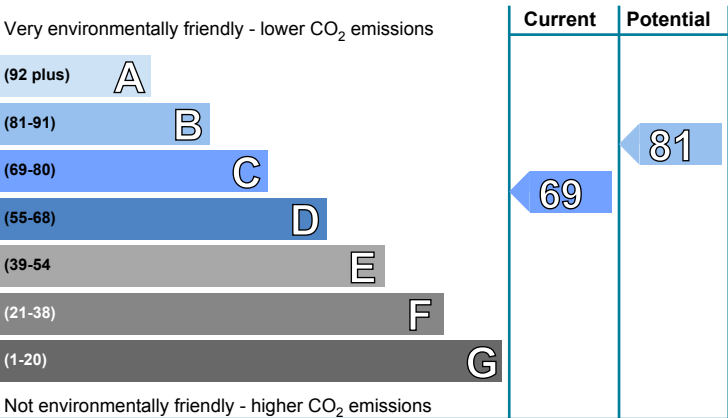 Current Potential
Very environmentally friendly - lower CO2 emissions
(92 plus) A
(81-91) B
81
(69-80) C
69
(55-68) D
(39-54 E
(21-38) F
(1-20) G
Not environmentally friendly - higher CO2 emissions